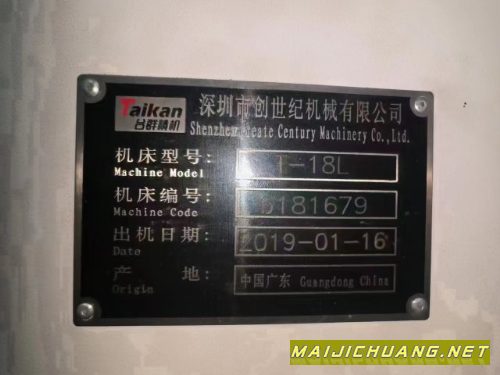 Taikan
台群精机
深圳市创世纪机械有限公司
Shenzhen Create Century Machinery Co.,Ltd.
机床型号:
Machine Model
-18L
机床编号:
Machine Code
6181679
出机日期:
Date
2019-01-16
产 地:
Origin
中国广东 Guangdong China
MAIJICHUANG.NET